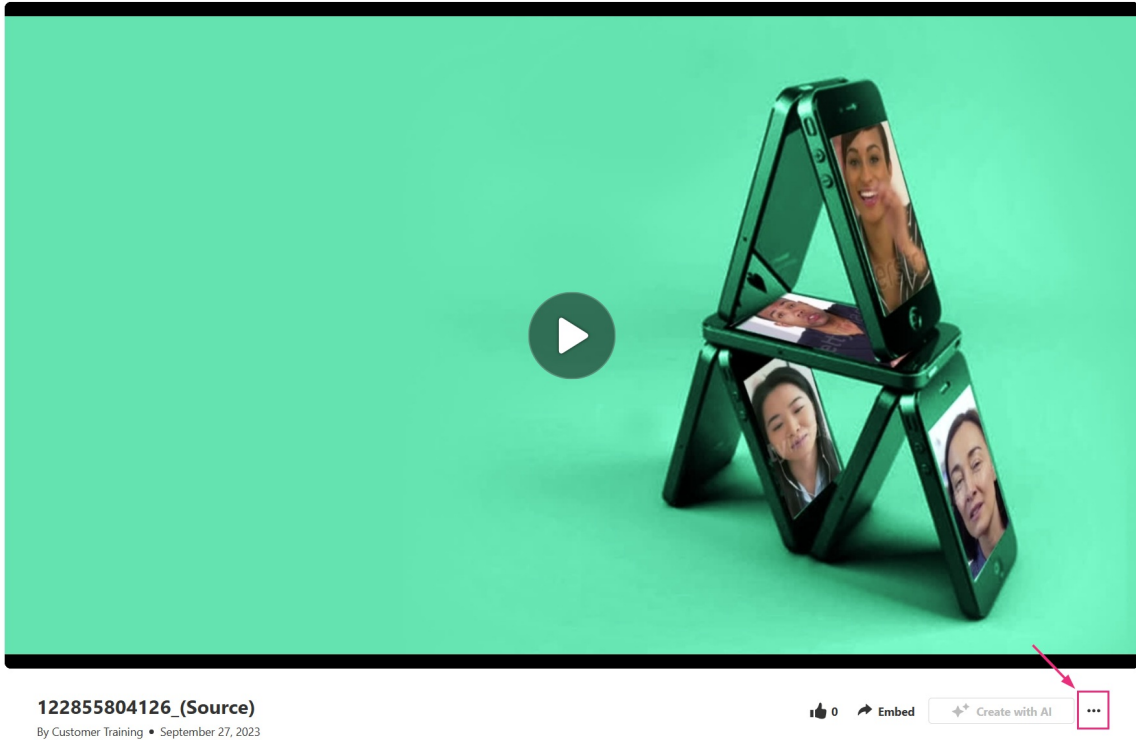 122855804126_(Source)
By Customer Training • September 27, 2023
0
Embed
Create with AI